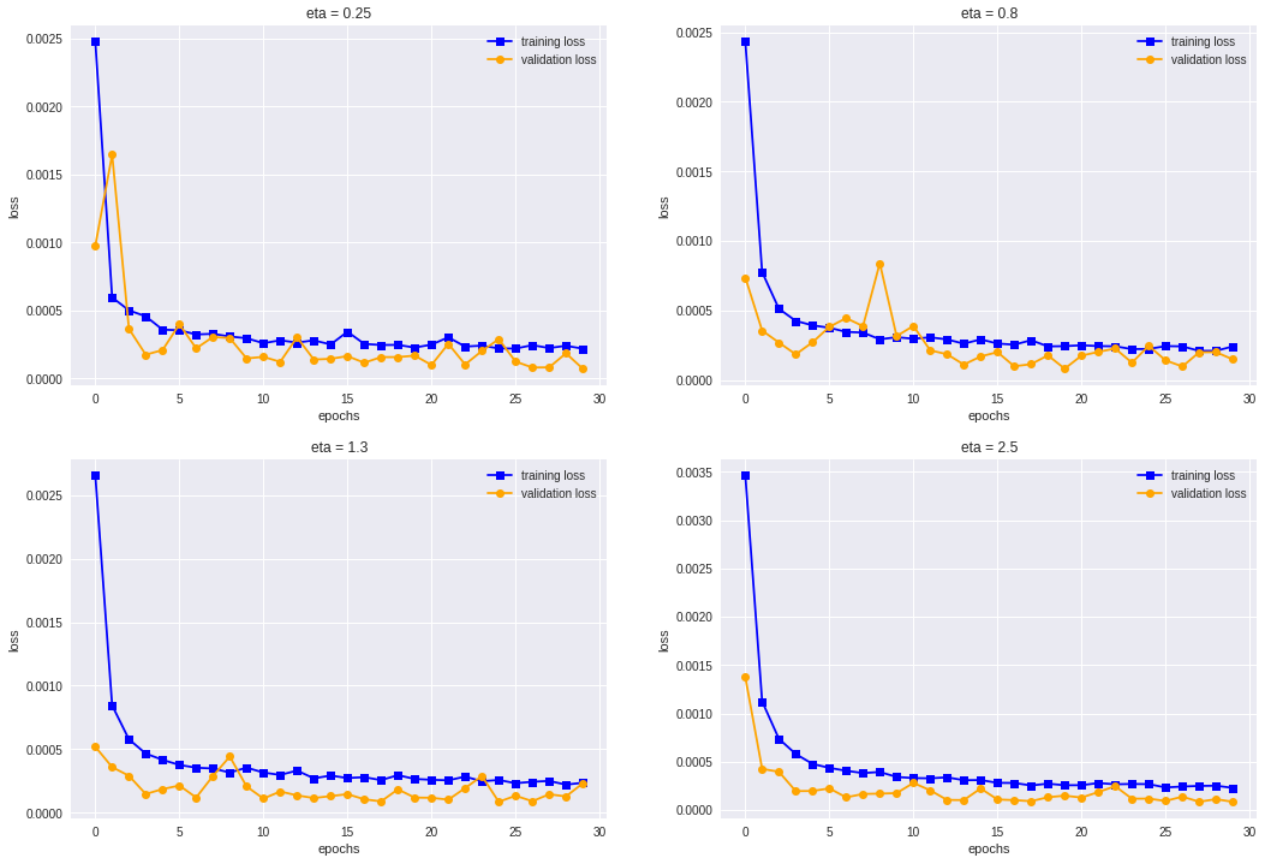 eta = 0.25
training loss
validation loss
0.0025
0.0020
0.0015
0.0010
0.0005
0.0000
loss
0 5 10 15 20 25 30
epochs
eta = 0.8
training loss
validation loss
0.0025
0.0020
0.0015
0.0010
0.0005
0.0000
loss
0 5 10 15 20 25 30
epochs
eta = 1.3
training loss
validation loss
0.0025
0.0020
0.0015
0.0010
0.0005
0.0000
loss
0 5 10 15 20 25 30
epochs
eta = 2.5
training loss
validation loss
0.0035
0.0030
0.0025
0.0020
0.0015
0.0010
0.0005
0.0000
loss
0 5 10 15 20 25 30
epochs